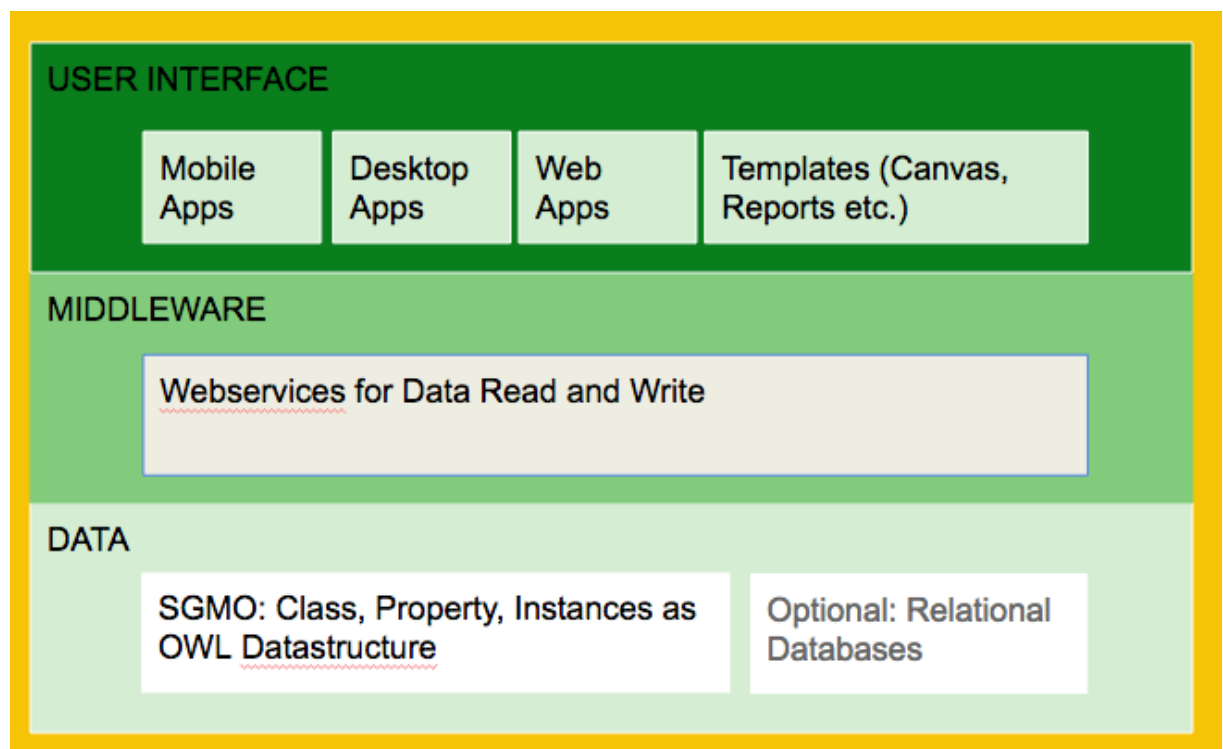 USER INTERFACE
Mobile
Apps
Desktop
Apps
Web
Apps
Templates (Canvas,
Reports etc.)
MIDDLEWARE
Webservices for Data Read and Write
DATA
SGMO: Class, Property, Instances as
OWL Datastructure
Optional: Relational
Databases